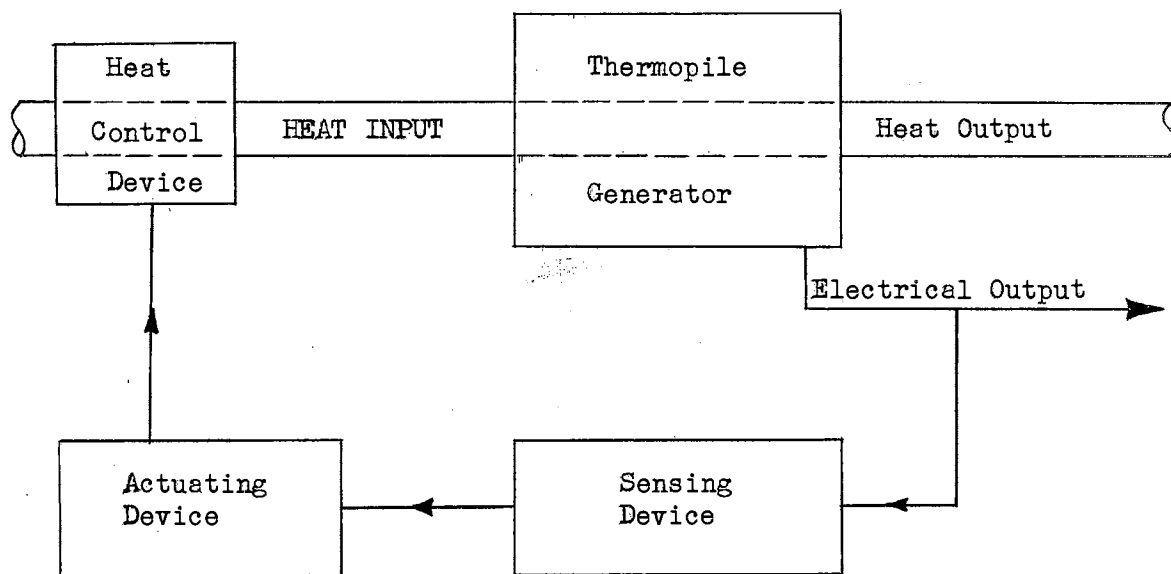 Heat
Control
Device
HEAT INPUT
Thermopile
Generator
Heat Output
Electrical Output
Actuating
Device
Sensing
Device